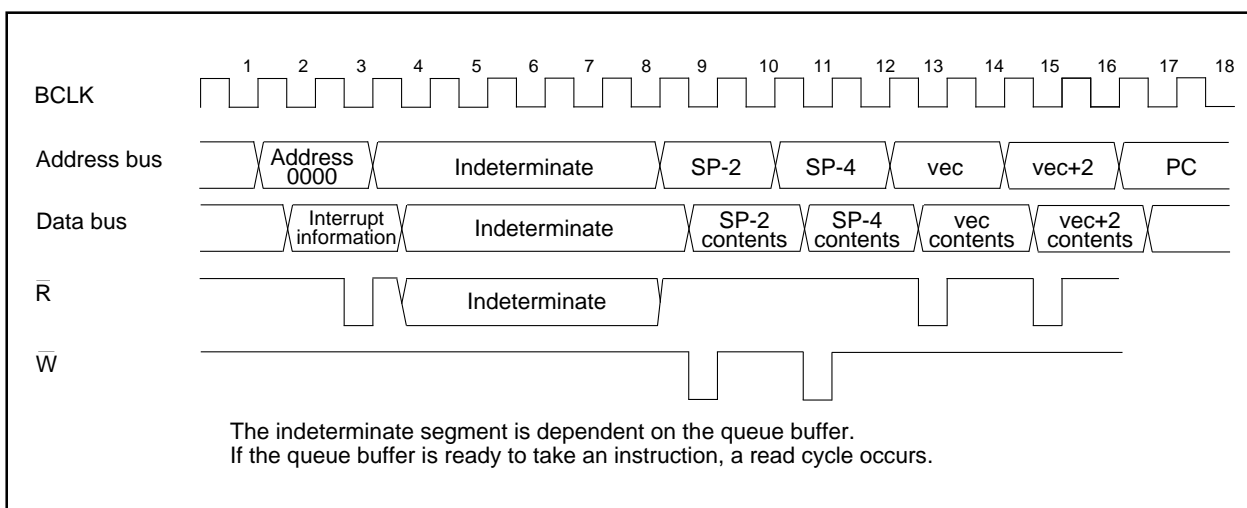 1 2 3 4 5 6 7 8 9 10 11 12 13 14 15 16 17 18
BCLK
Address bus
Address
0000
Indeterminate
SP-2
SP-4
vec
vec+2
PC
Data bus
Interrupt
information
Indeterminate
SP-2
contents
SP-4
contents
vec
contents
vec+2
contents
R̅
Indeterminate
W̅
The indeterminate segment is dependent on the queue buffer.
If the queue buffer is ready to take an instruction, a read cycle occurs.